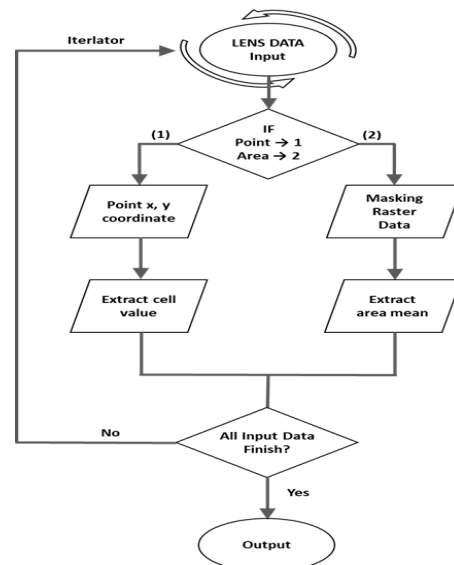 Iterlator
LENS DATA
Input
IF
Point → 1
Area → 2
(1)
(2)
Point x, y
coordinate
Masking
Raster
Data
Extract cell
value
Extract
area mean
All Input Data
Finish?
No
Yes
Output